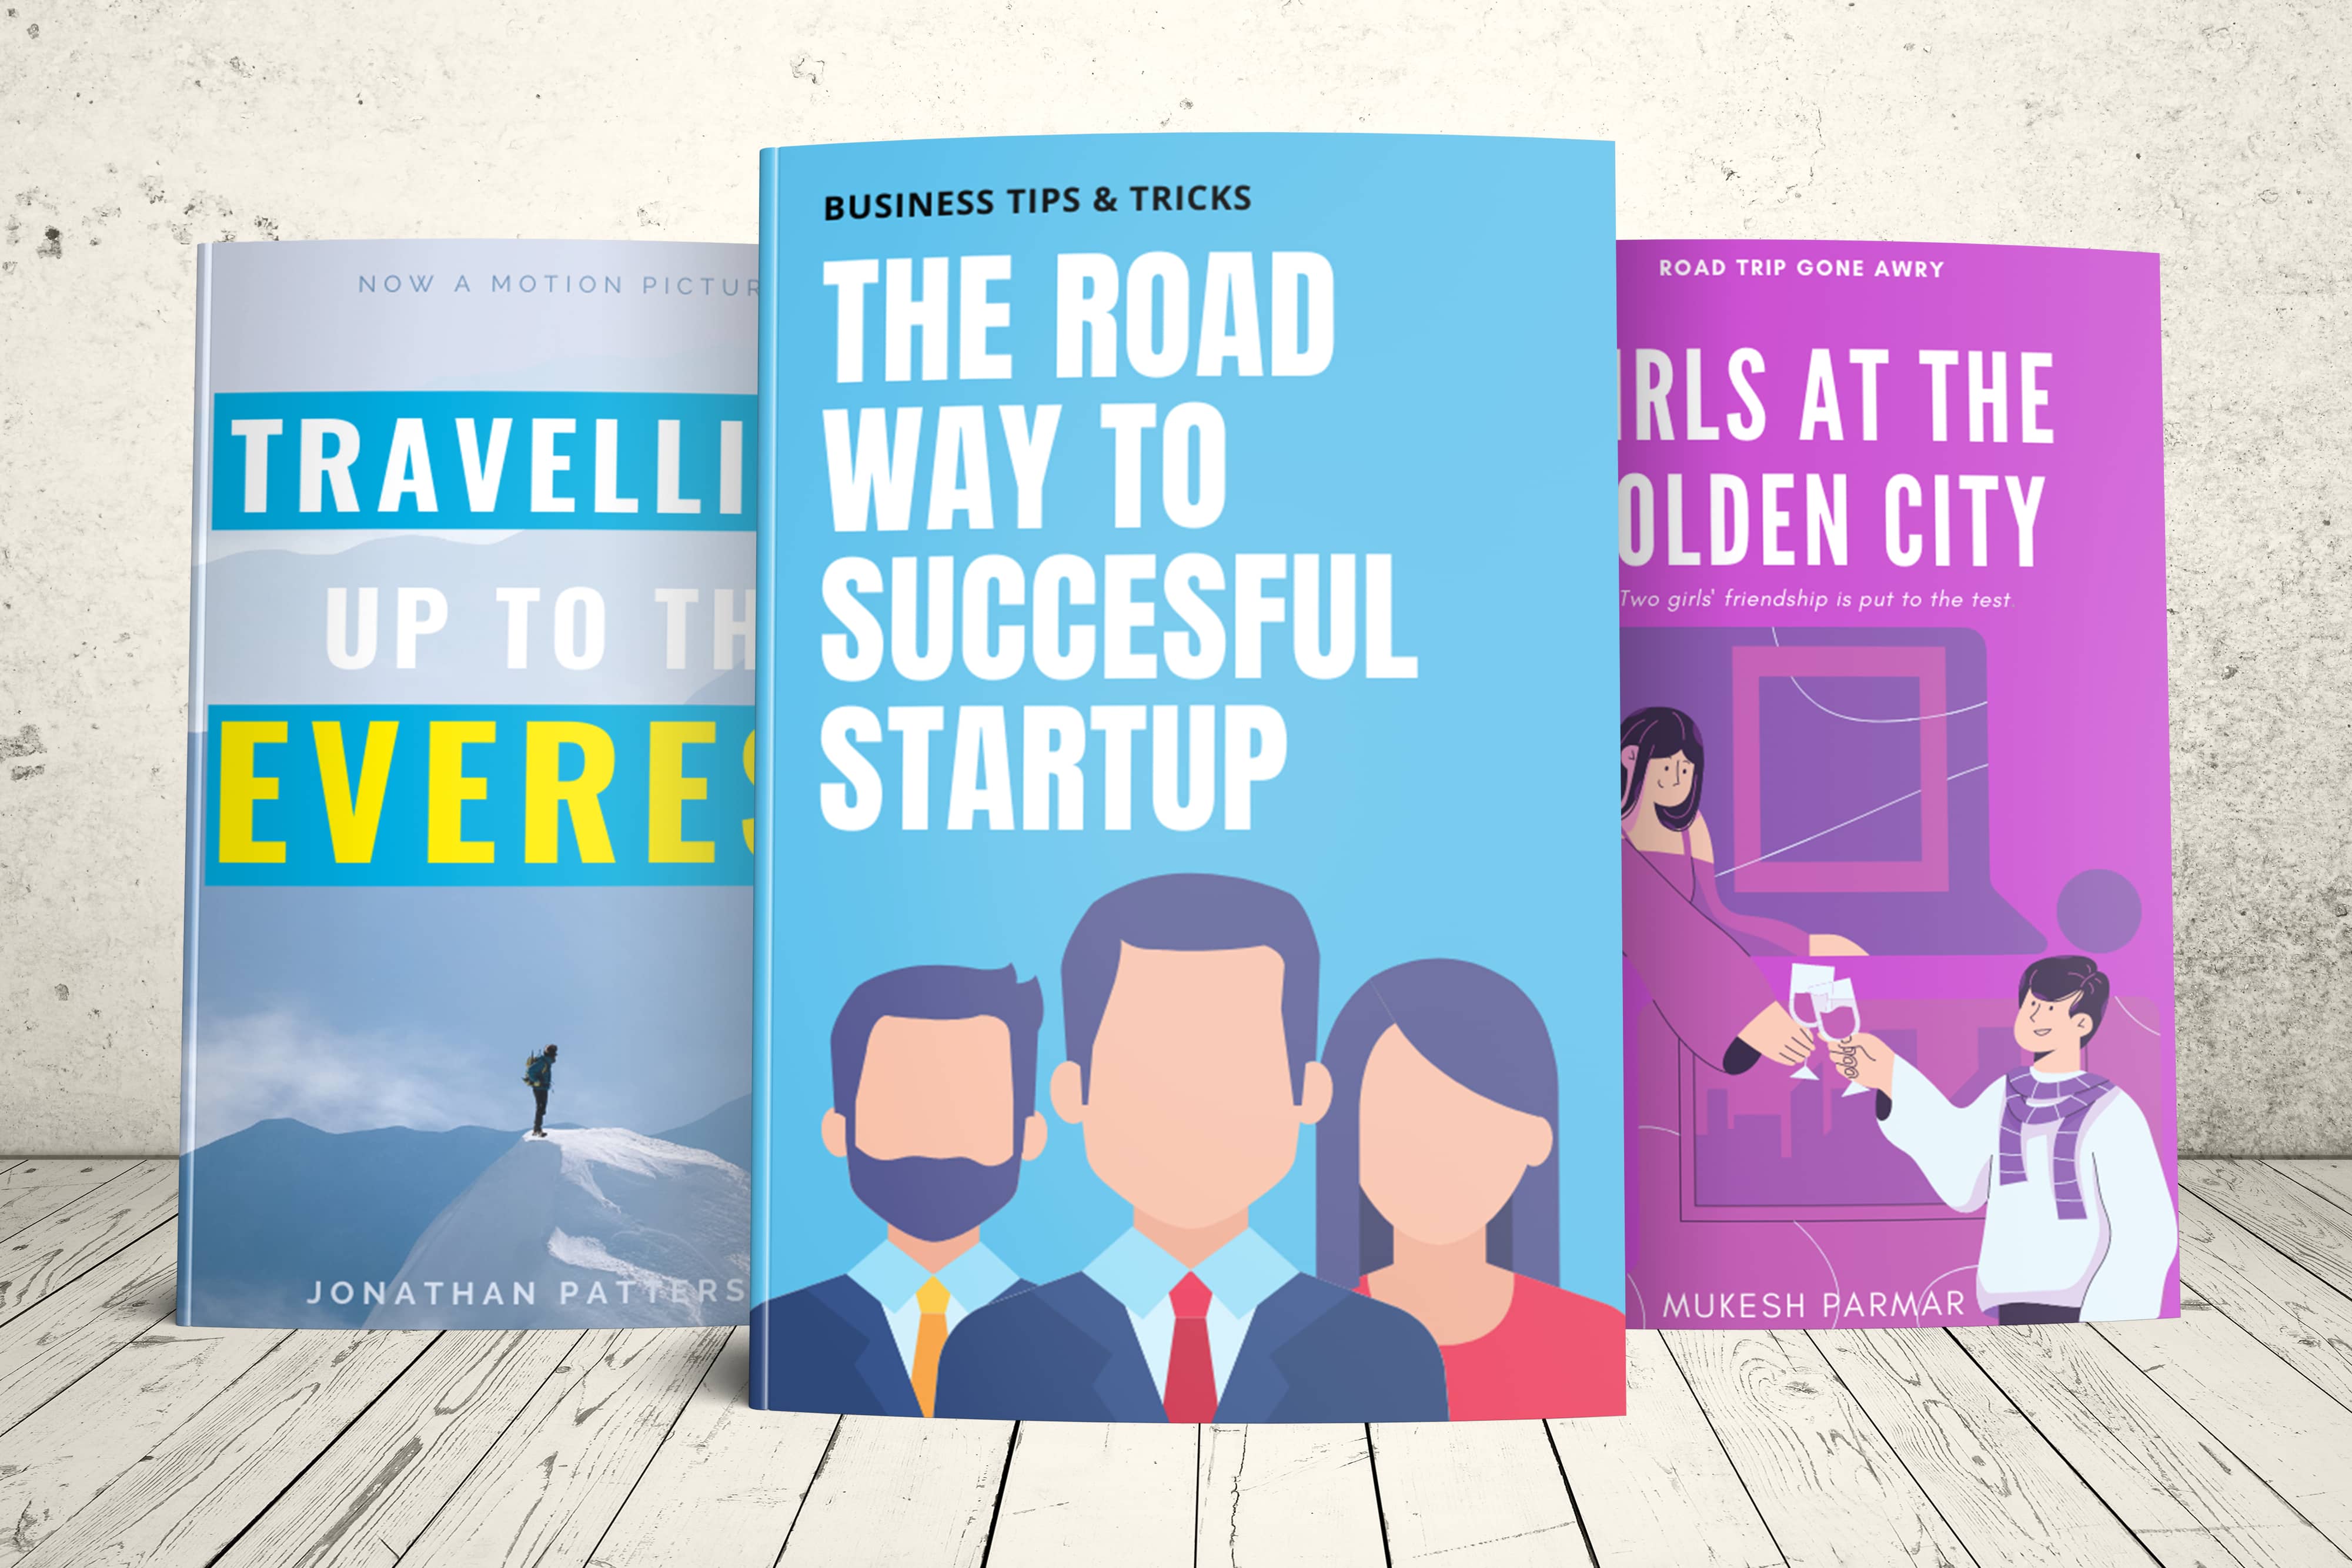 NOW A MOTION PICTUR
TRAVELLI
UP TO TH
EVERES
JONATHAN PATTERS
BUSINESS TIPS & TRICKS
THE ROAD
WAY TO
SUCCESFUL
STARTUP
ROAD TRIP GONE AWRY
IRLS AT THE
OLDEN CITY
Two girls' friendship is put to the test.
MUKESH PARMAR